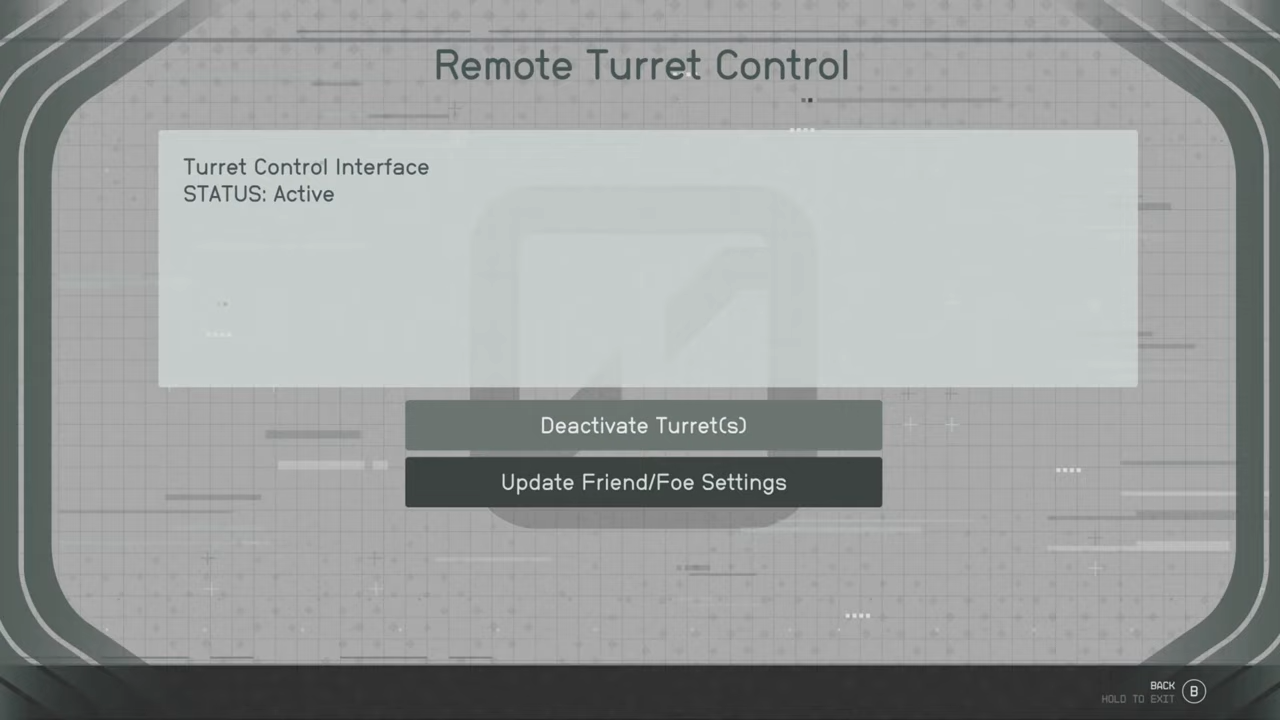 Remote Turret Control
Turret Control Interface
STATUS: Active
Deactivate Turret(s)
Update Friend/Foe Settings
BACK
HOLD TO EXIT
B